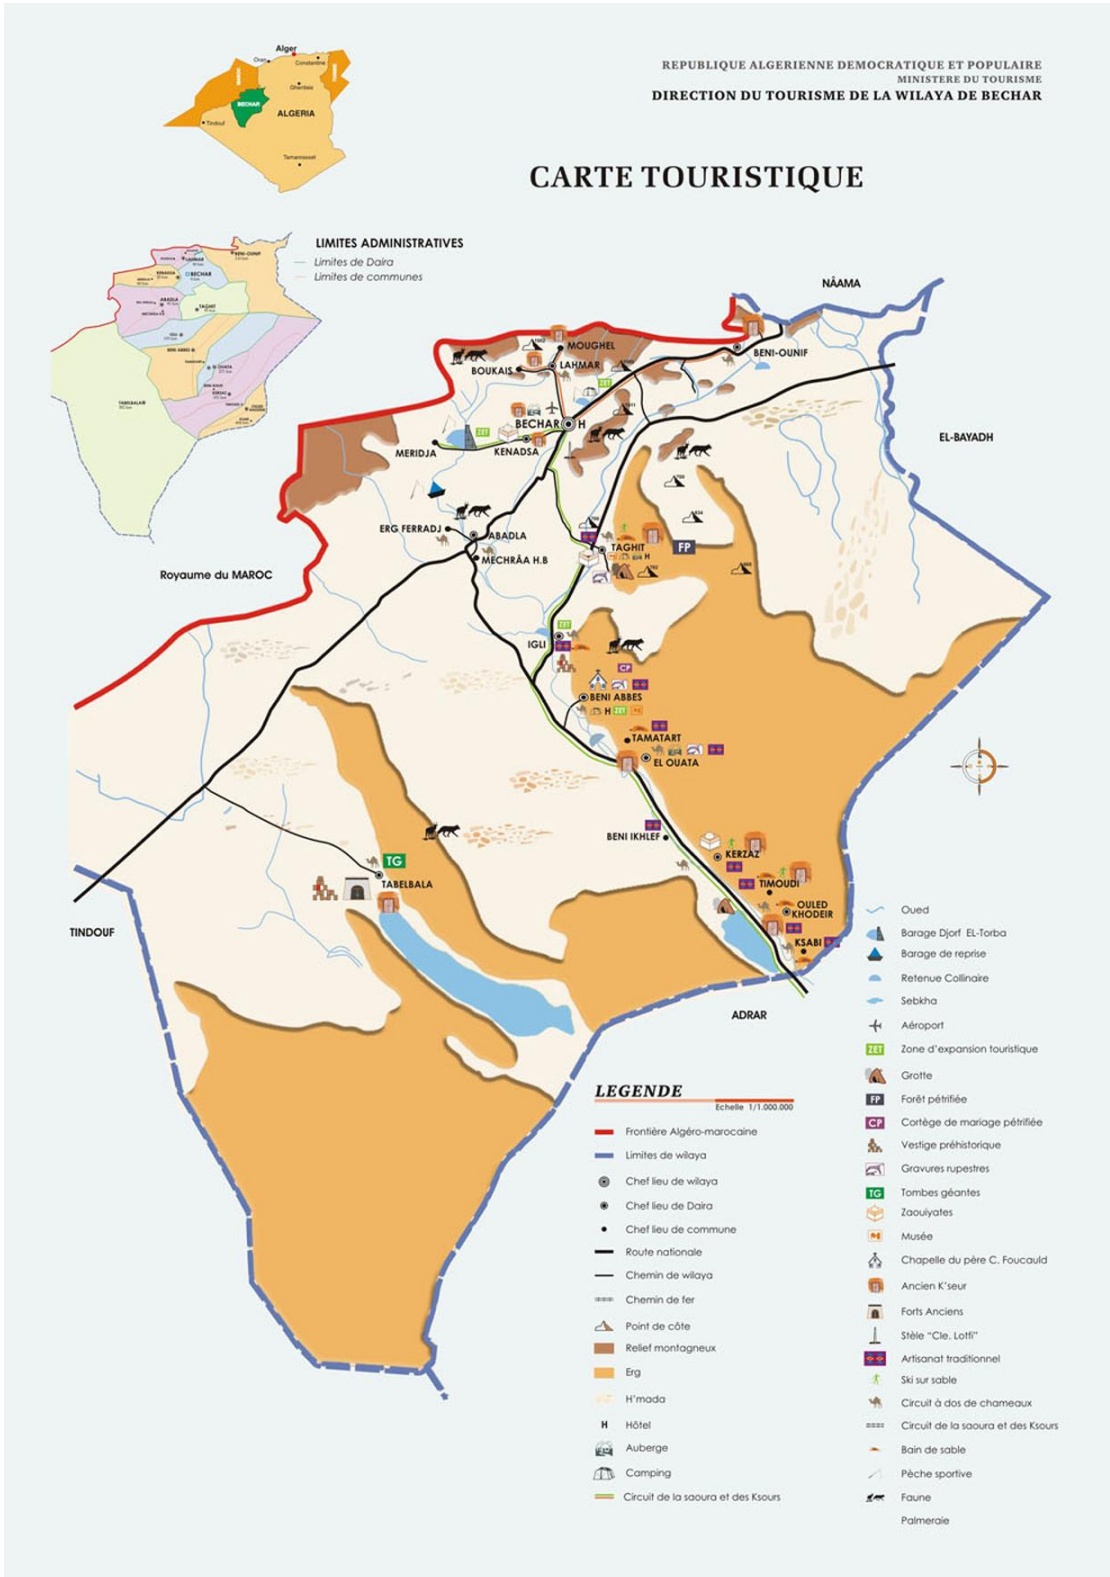 Alger
Oran
Constantine
Ghardaia
BECHAR
ALGERIA
Tindouf
Tamanrasset
REPUBLIQUE ALGERIENNE DEMOCRATIQUE ET POPULAIRE
MINISTERE DU TOURISME
DIRECTION DU TOURISME DE LA WILAYA DE BECHAR
CARTE TOURISTIQUE
LIMITES ADMINISTRATIVES
Limites de Daira
Limites de communes
BENI-OUNIF
LAHMAR
KENADSA
BECHAR
ABADLA
TAGHIT
BENI ABBES
OUATA
KERZAZ
TABELBALA
NÂAMA
MOUGHEL
BENI-OUNIF
BOUKAIS
LAHMAR
ZET
BECHAR H
EL-BAYADH
MERIDJA
ZET
KENADSA
ERG FERRADJ
ABADLA
TAGHIT
FP
MECHRÂA H.B
H
Royaume du MAROC
ZET
IGLI
CP
BENI ABBES
H ZET
TAMATART
EL OUATA
BENI IKHLEF
KERZAZ
TG
TABELBALA
TIMOUDI
OULED
KHODEIR
TINDOUF
KSABI
ADRAR
LEGENDE
Echelle 1/1.000.000
Frontière Algéro-marocaine
Limites de wilaya
Chef lieu de wilaya
Chef lieu de Daira
Chef lieu de commune
Route nationale
Chemin de wilaya
Chemin de fer
Point de côte
Relief montagneux
Erg
H'mada
H Hôtel
Auberge
Camping
Circuit de la saoura et des Ksours
Oued
Barage Djorf EL-Torba
Barage de reprise
Retenue Collinaire
Sebkha
Aéroport
ZET Zone d'expansion touristique
Grotte
FP Forêt pétrifiée
CP Cortège de mariage pétrifiée
Vestige préhistorique
Gravures rupestres
TG Tombes géantes
Zaouiyates
Musée
Chapelle du père C. Foucauld
Ancien K'seur
Forts Anciens
Stèle "Cle. Lotfi"
Artisanat traditionnel
Ski sur sable
Circuit à dos de chameaux
Circuit de la saoura et des Ksours
Bain de sable
Pèche sportive
Faune
Palmeraie